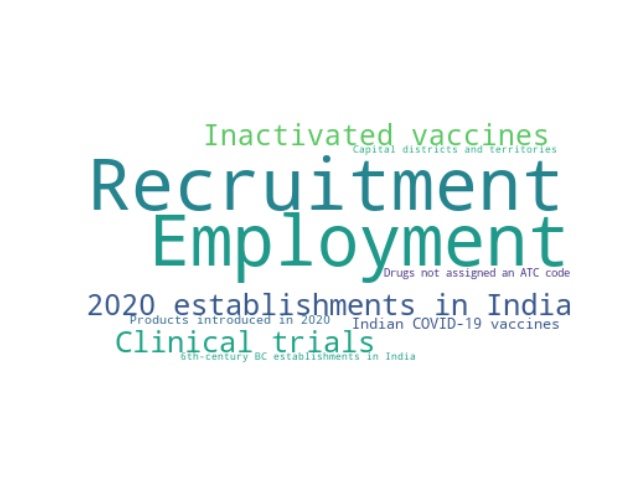 Inactivated vaccines
Capital districts and territories
Recruitment
Employment
Drugs not assigned an ATC code
2020 establishments in India
Products introduced in 2020
Indian COVID-19 vaccines
Clinical trials
6th-century BC establishments in India